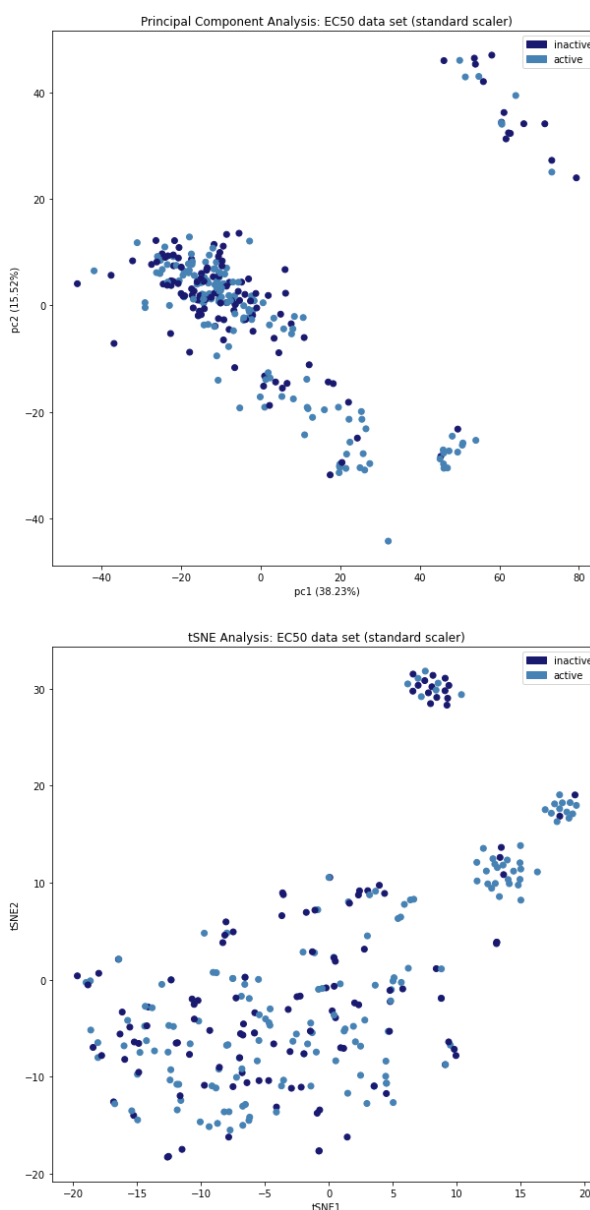 Principal Component Analysis: EC50 data set (standard scaler)
inactive
active
40
20
0
−20
−40
pc2 (15.52%)
−40
−20
0
20
40
60
80
pc1 (38.23%)
tSNE Analysis: EC50 data set (standard scaler)
inactive
active
30
20
10
0
−10
−20
tSNE2
−20
−15
−10
−5
0
5
10
15
20
tSNE1